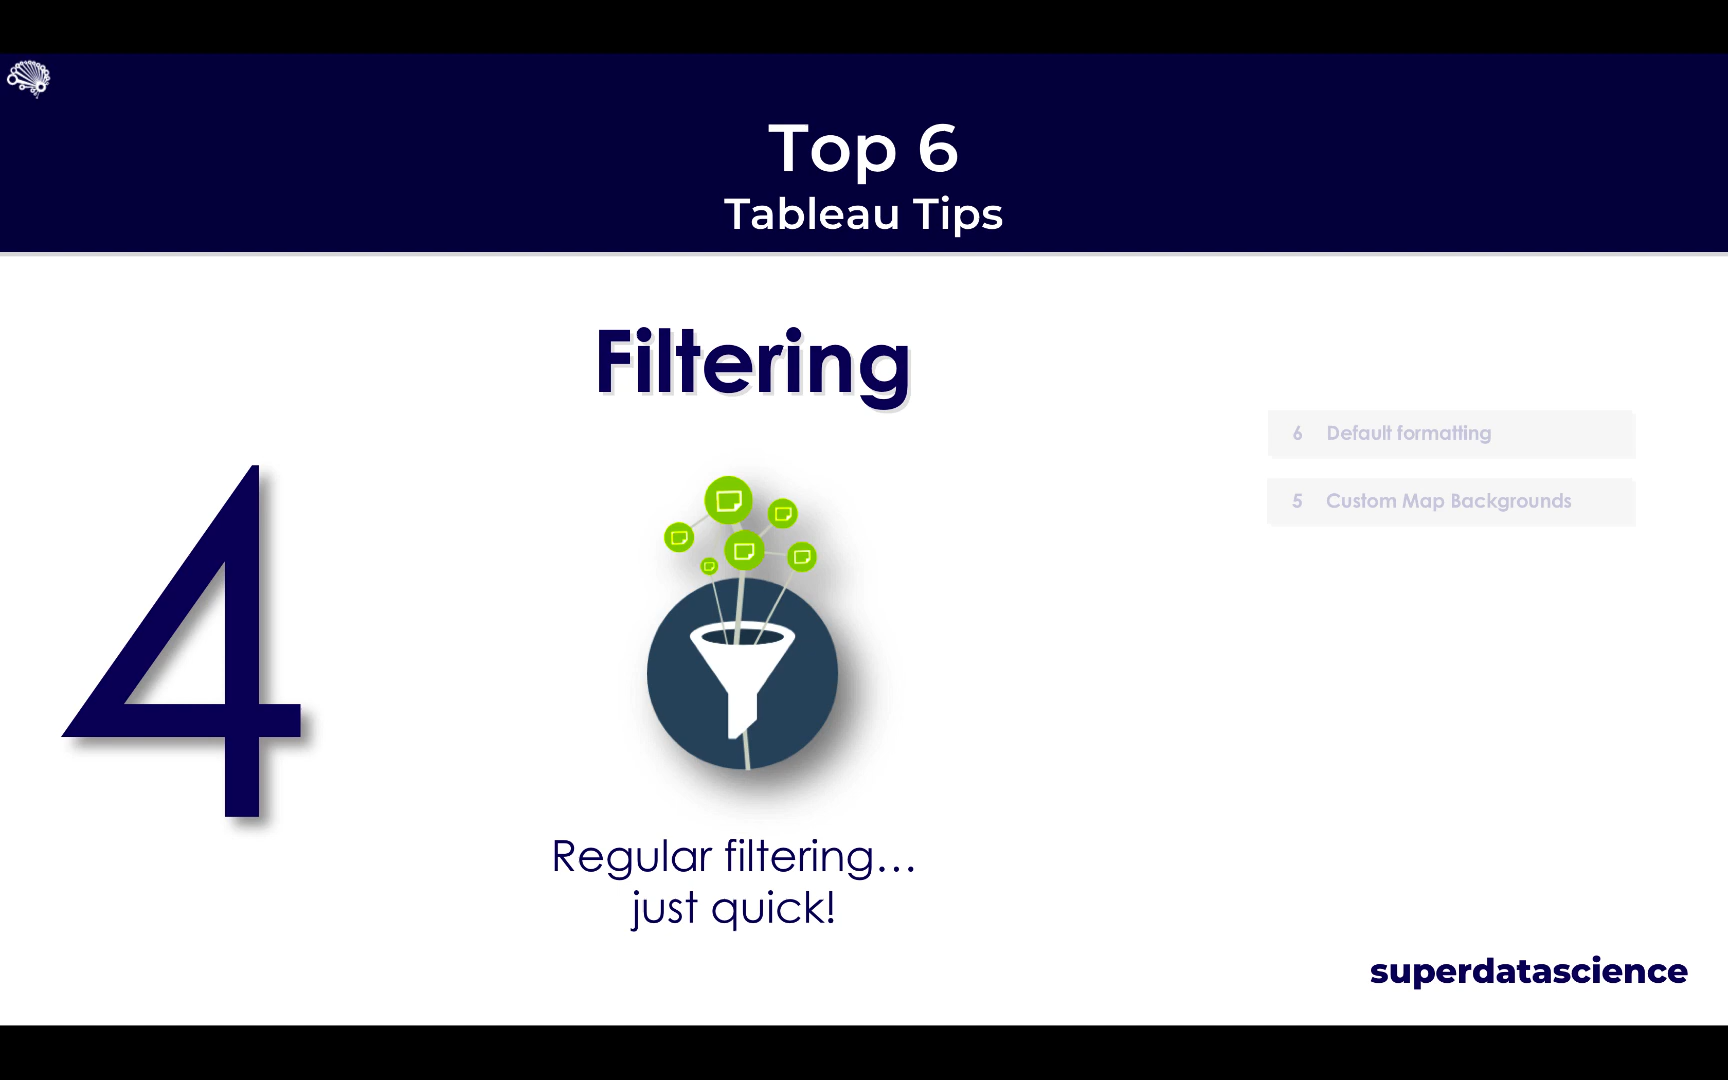 Top 6
Tableau Tips
Filtering
4
Regular filtering...
just quick!
6 Default formatting
5 Custom Map Backgrounds
superdatascience